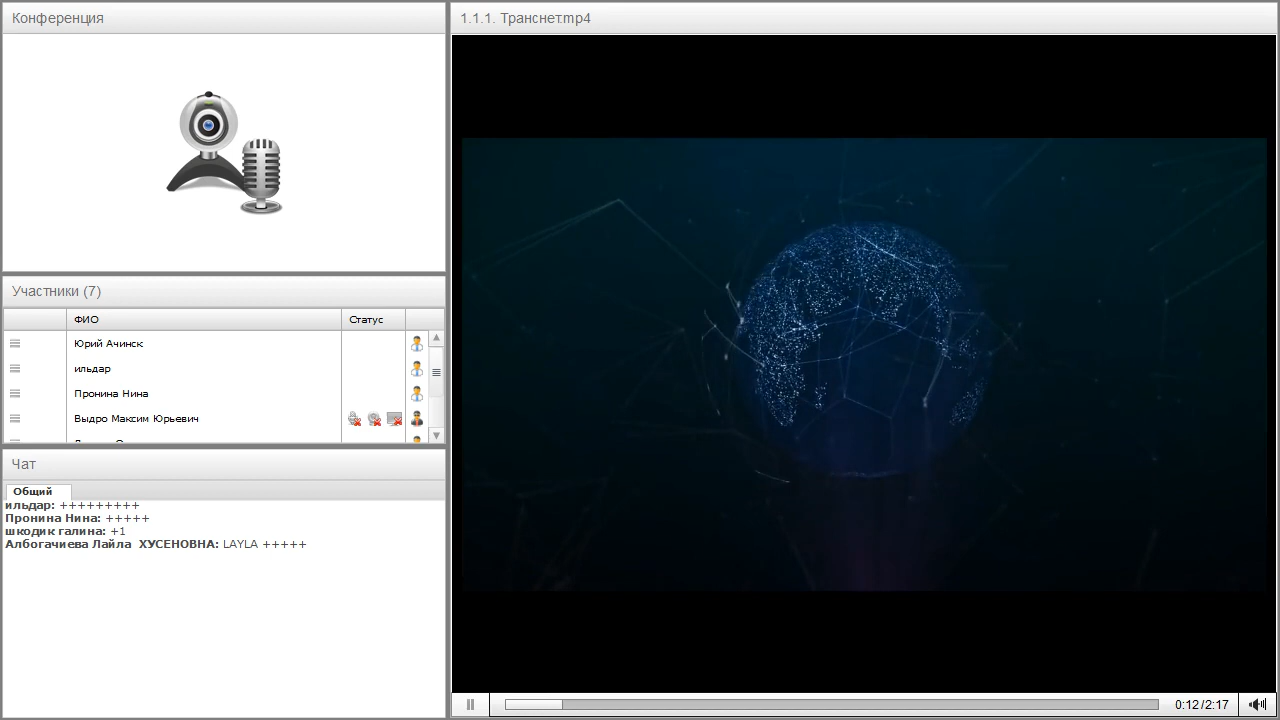 Конференция
1.1.1. Транснет.mp4
Участники (7)
ФИО
Статус
Юрий Ачинск
ильдар
Пронина Нина
Выдро Максим Юрьевич
Чат
Общий
ильдар: +++++++++
Пронина Нина: +++++
шкодик галина: +1
Албогачиева Лайла ХУСЕНОВНА: LAYLA +++++
0:12/2:17